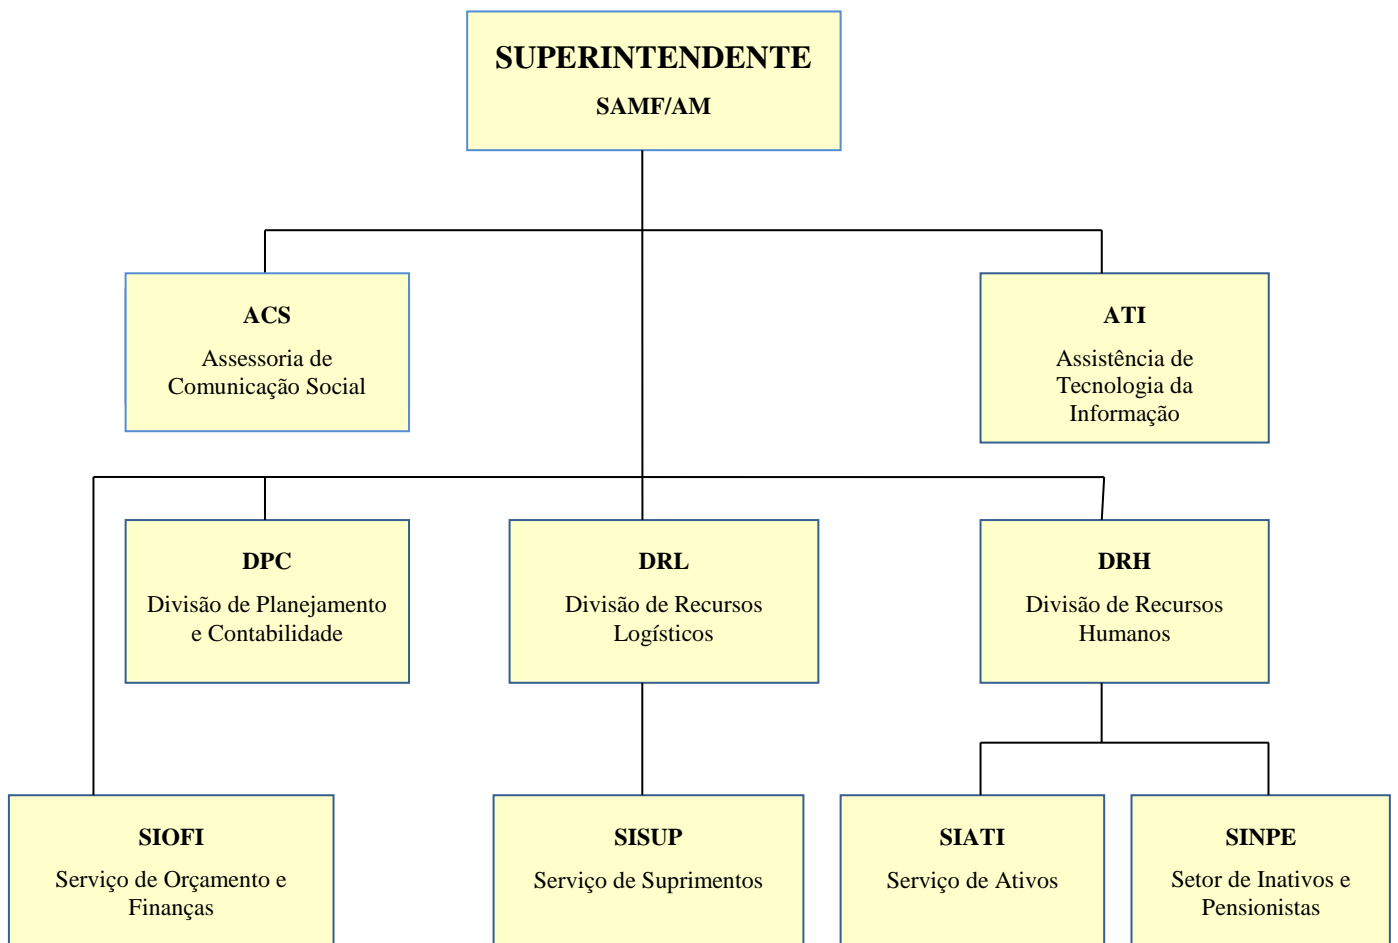 SUPERINTENDENTE
SAMF/AM
ACS
Assessoria de
Comunicação Social
ATI
Assistência de
Tecnologia da
Informação
DPC
Divisão de Planejamento
e Contabilidade
DRL
Divisão de Recursos
Logísticos
DRH
Divisão de Recursos
Humanos
SIOFI
Serviço de Orçamento e
Finanças
SISUP
Serviço de Suprimentos
SIATI
Serviço de Ativos
SINPE
Setor de Inativos e
Pensionistas